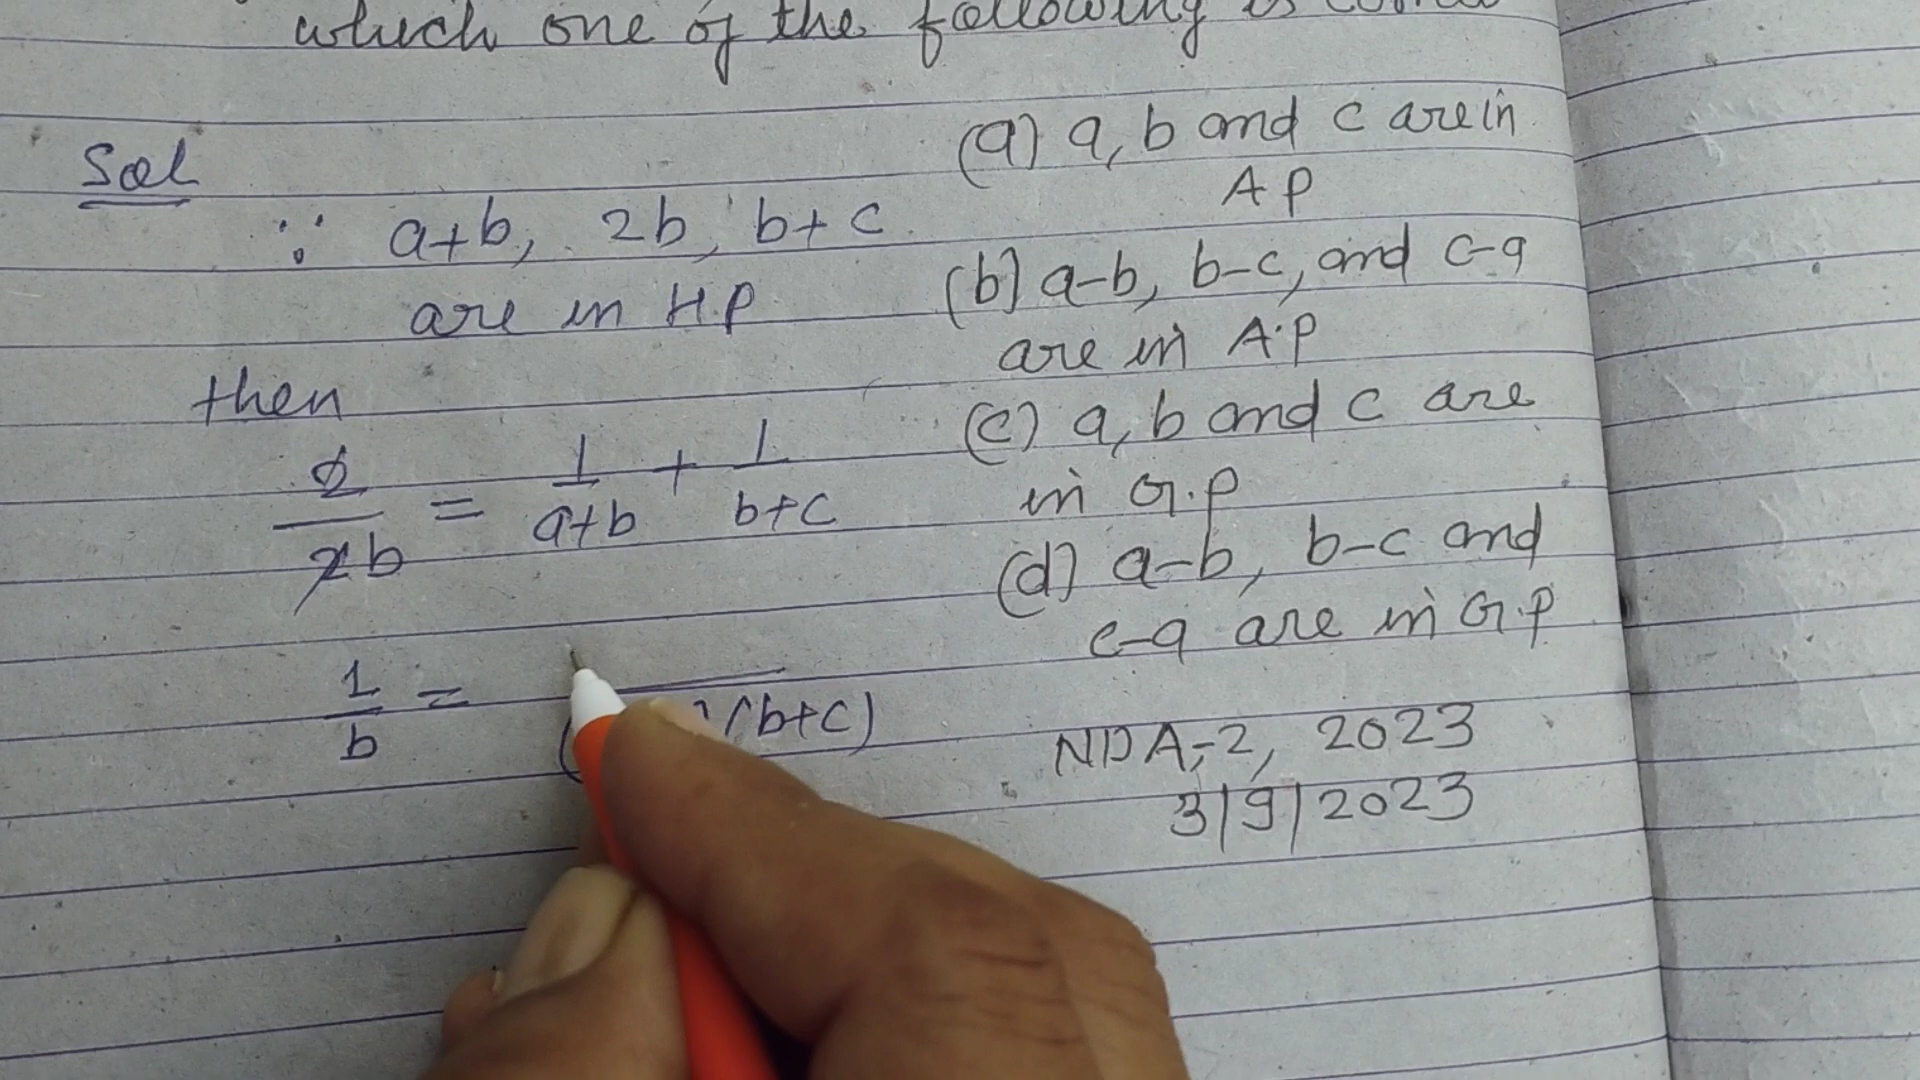 which one of the following is
Sol
∵ a+b, 2b, b+c
are in H.P
then
2/2b = 1/a+b + 1/b+c
1/b = (b+c)
(a) a, b and c are in
A P
(b) a-b, b-c, and c-a
are in A.P
(c) a, b and c are
in G.P
(d) a-b, b-c and
c-a are in G.P
NDA-2, 2023
3/9/2023